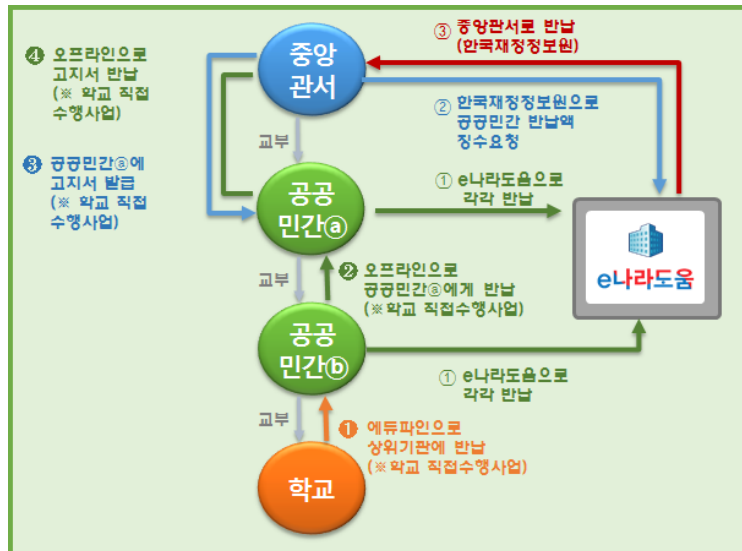 ❹ 오프라인으로
고지서 반납
(※ 학교 직접
수행사업)
❸ 공공민간ⓐ에
고지서 발급
(※ 학교 직접
수행사업)
중앙
관서
③ 중앙관서로 반납
(한국재정정보원)
② 한국재정정보원으로
공공민간 반납액
징수요청
교부
공공
민간ⓐ
① e나라도움으로
각각 반납
e나라도움
교부
❷ 오프라인으로
공공민간ⓐ에게 반납
(※학교 직접수행사업)
공공
민간ⓑ
① e나라도움으로
각각 반납
교부
❶ 에듀파인으로
상위기관에 반납
(※학교 직접수행사업)
학교